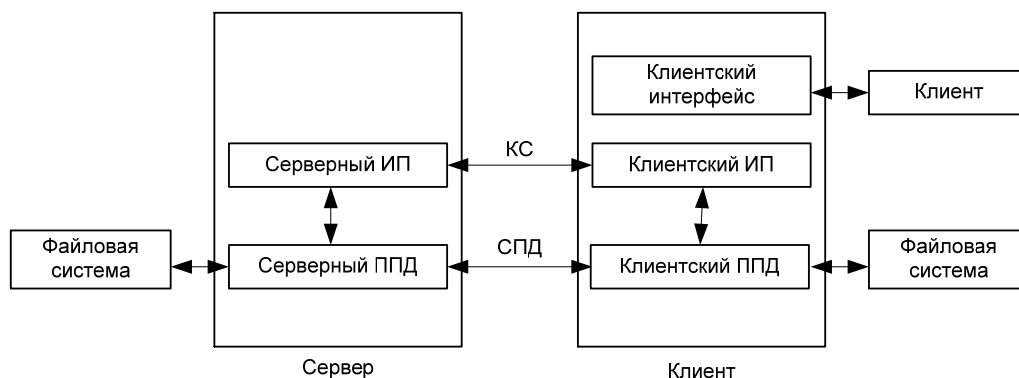 Клиентский
интерфейс
Клиент
Серверный ИП
КС
Клиентский ИП
Файловая
система
Серверный ППД
СПД
Клиентский ППД
Файловая
система
Сервер
Клиент